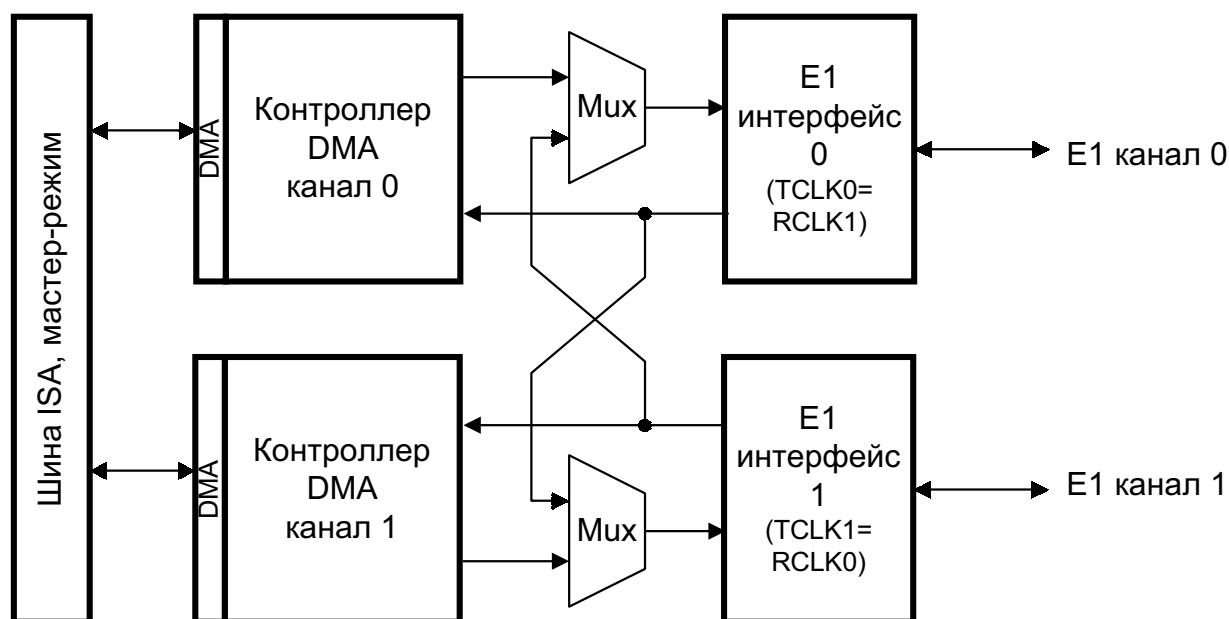 Шина ISA, мастер-режим
DMA
Контроллер
DMA
канал 0
Mux
E1
интерфейс
0
(TCLK0=
RCLK1)
E1 канал 0
DMA
Контроллер
DMA
канал 1
Mux
E1
интерфейс
1
(TCLK1=
RCLK0)
E1 канал 1